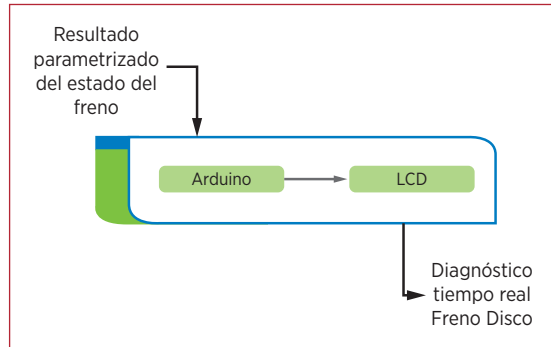 Resultado
parametrizado
del estado del
freno
Arduino
LCD
Diagnóstico
tiempo real
Freno Disco